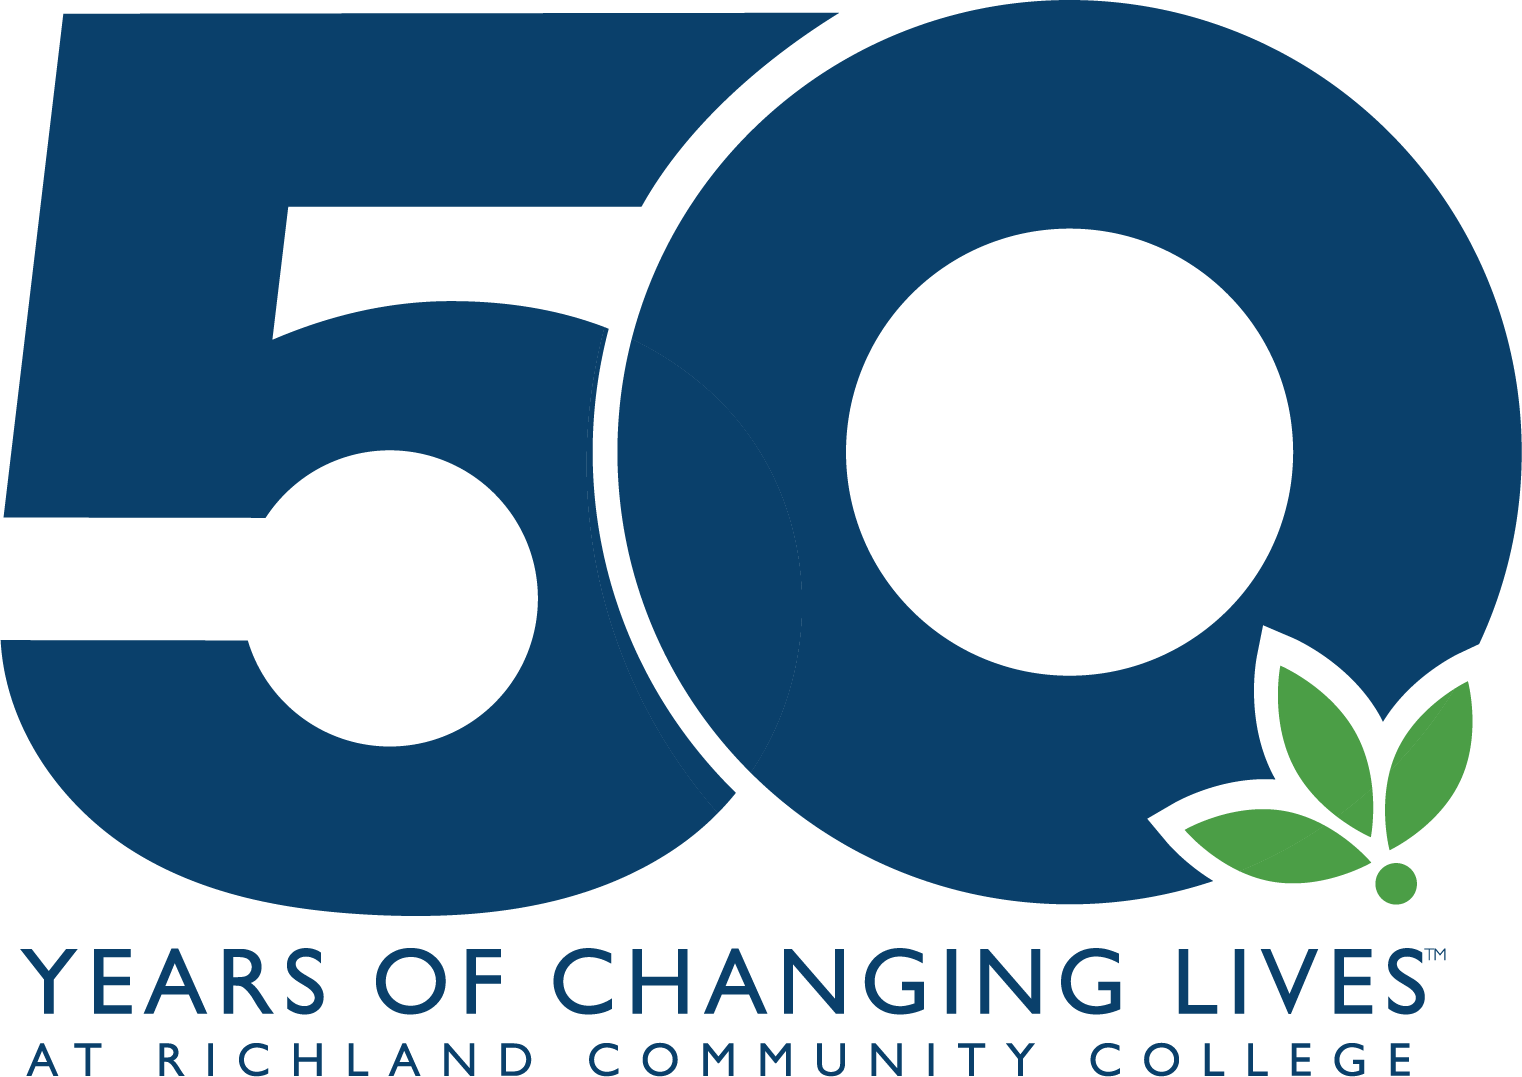 50
YEARS OF CHANGING LIVES™
AT RICHLAND COMMUNITY COLLEGE